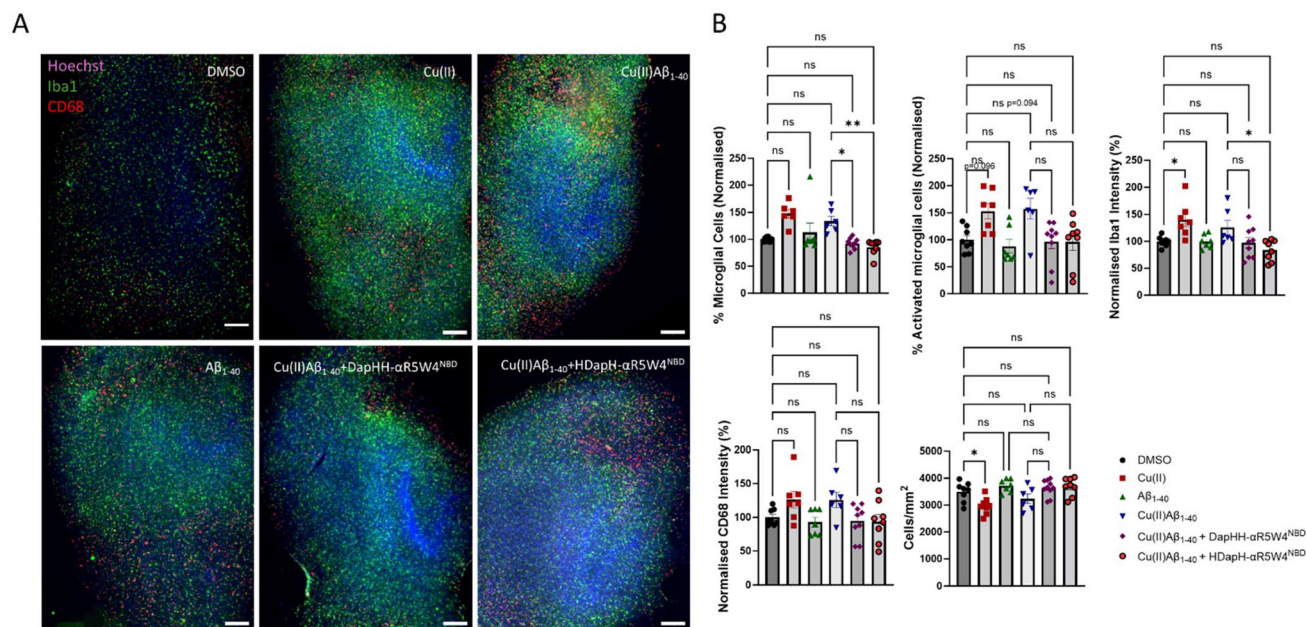 A
Hoechst
Iba1
CD68
DMSO
Cu(II)
Cu(II)Aβ1-40
Aβ1-40
Cu(II)Aβ1-40+DapHH-αR5W4NBD
Cu(II)Aβ1-40+HDapH-αR5W4NBD
B
% Microglial Cells (Normalised)
250
200
150
100
50
0
ns
ns
ns
ns
**
ns
*
% Activated microglial cells (Normalised)
250
200
150
100
50
0
ns
ns
ns p=0.094
ns
ns
ns
ns
p=0.096
Normalised Iba1 Intensity (%)
250
200
150
100
50
0
ns
ns
ns
ns
*
*
ns
Normalised CD68 Intensity (%)
250
200
150
100
50
0
ns
ns
ns
ns
ns
ns
ns
Cells/mm2
4000
3500
3000
2000
1000
0
ns
ns
ns
ns
ns
ns
*
ns
DMSO
Cu(II)
Aβ1-40
Cu(II)Aβ1-40
Cu(II)Aβ1-40 + DapHH-αR5W4NBD
Cu(II)Aβ1-40 + HDapH-αR5W4NBD